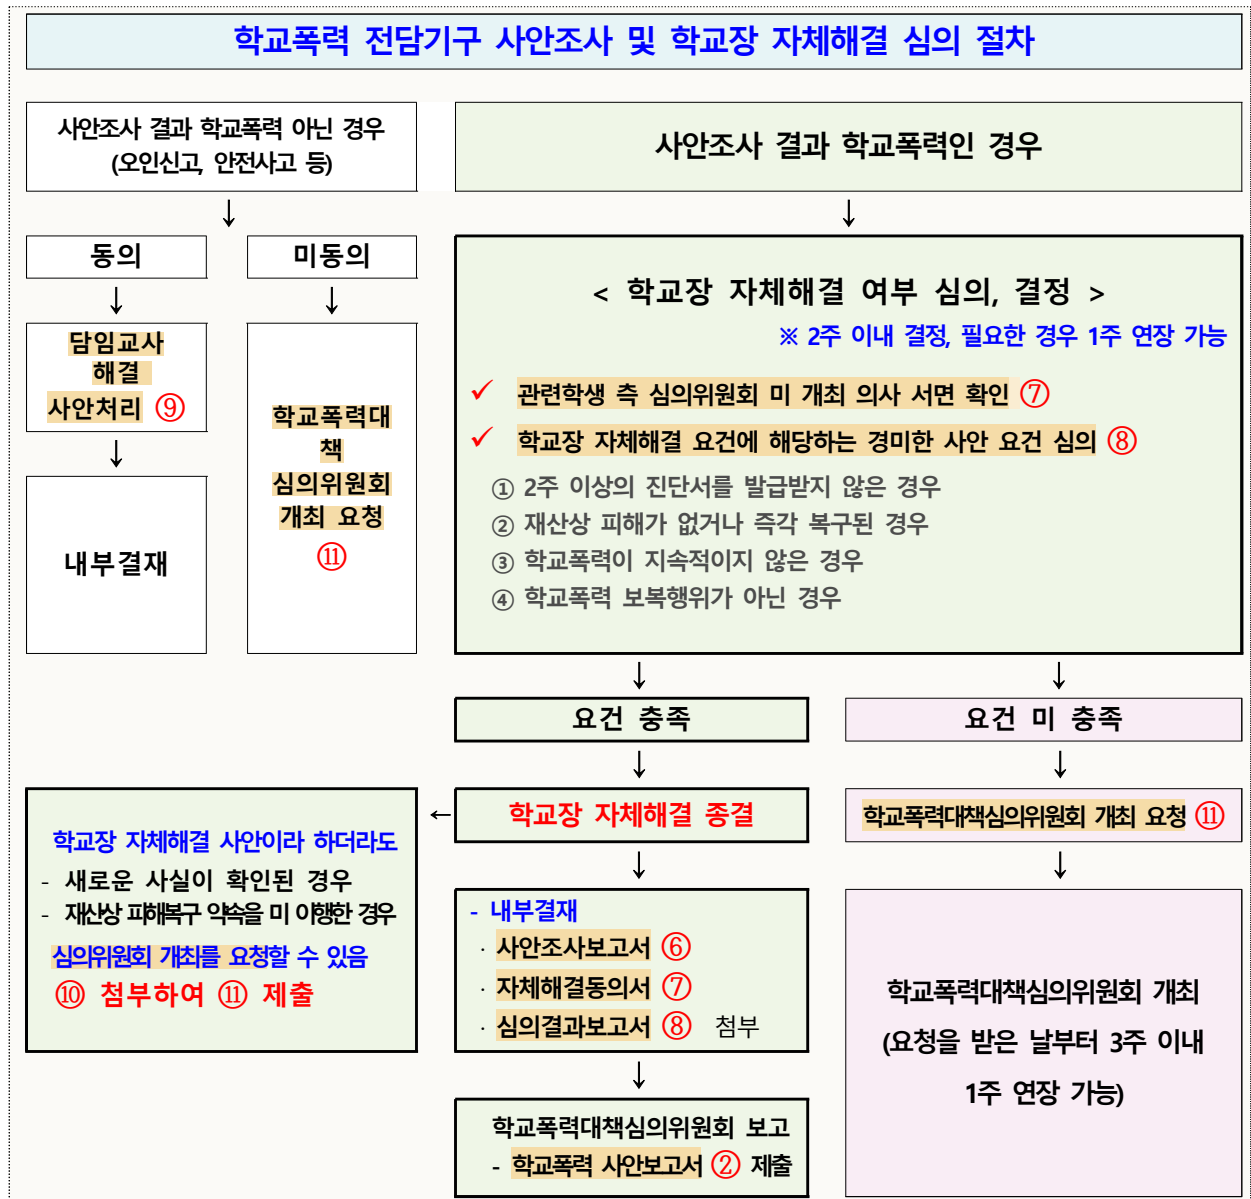 학교폭력 전담기구 사안조사 및 학교장 자체해결 심의 절차
사안조사 결과 학교폭력 아닌 경우
(오인신고, 안전사고 등)
사안조사 결과 학교폭력인 경우
↓
↓
동의
미동의
↓
↓
담임교사
해결
사안처리 ⑨
↓
내부결재
학교폭력대
책
심의위원회
개최 요청
⑪
< 학교장 자체해결 여부 심의, 결정 >
※ 2주 이내 결정, 필요한 경우 1주 연장 가능
✓ 관련학생 측 심의위원회 미 개최 의사 서면 확인 ⑦
✓ 학교장 자체해결 요건에 해당하는 경미한 사안 요건 심의 ⑧
① 2주 이상의 진단서를 발급받지 않은 경우
② 재산상 피해가 없거나 즉각 복구된 경우
③ 학교폭력이 지속적이지 않은 경우
④ 학교폭력 보복행위가 아닌 경우
↓
↓
요건 충족
요건 미 충족
↓
↓
학교장 자체해결 사안이라 하더라도
- 새로운 사실이 확인된 경우
- 재산상 피해복구 약속을 미 이행한 경우
심의위원회 개최를 요청할 수 있음
⑩ 첨부하여 ⑪ 제출
←
학교장 자체해결 종결
↓
- 내부결재
· 사안조사보고서 ⑥
· 자체해결동의서 ⑦
· 심의결과보고서 ⑧ 첨부
↓
학교폭력대책심의위원회 보고
- 학교폭력 사안보고서 ② 제출
학교폭력대책심의위원회 개최 요청 ⑪
↓
학교폭력대책심의위원회 개최
(요청을 받은 날부터 3주 이내
1주 연장 가능)